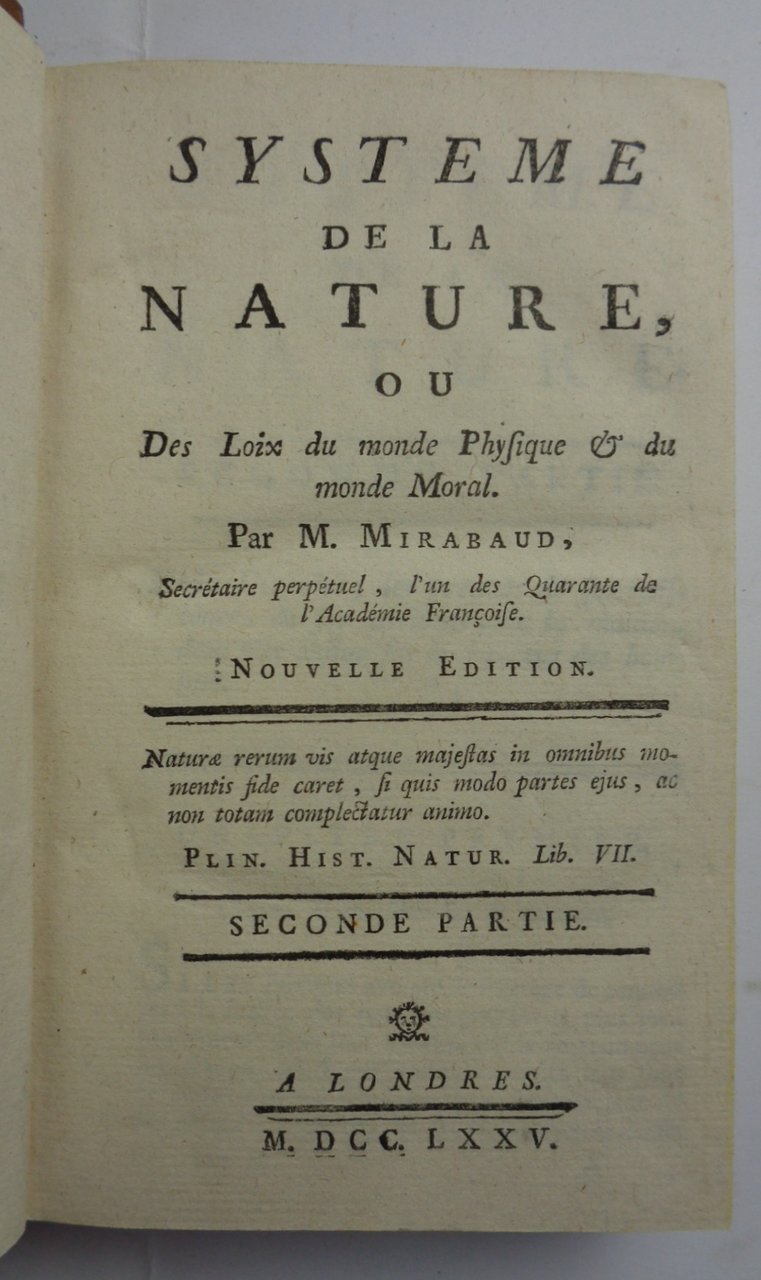 SYSTEME
DE LA
NATURE,
OU
Des Loix du monde Phyſique & du
monde Moral.
Par M. MIRABAUD,
Secrétaire perpétuel, l'un des Quarante de
l'Académie Françoiſe.
NOUVELLE EDITION.
Naturæ rerum vis atque majeſtas in omnibus mo-
mentis fide caret, ſi quis modo partes ejus, ac
non totam complectatur animo.
PLIN. HIST. NATUR. Lib. VII.
SECONDE PARTIE.
A LONDRES.
M. DCC. LXXV.